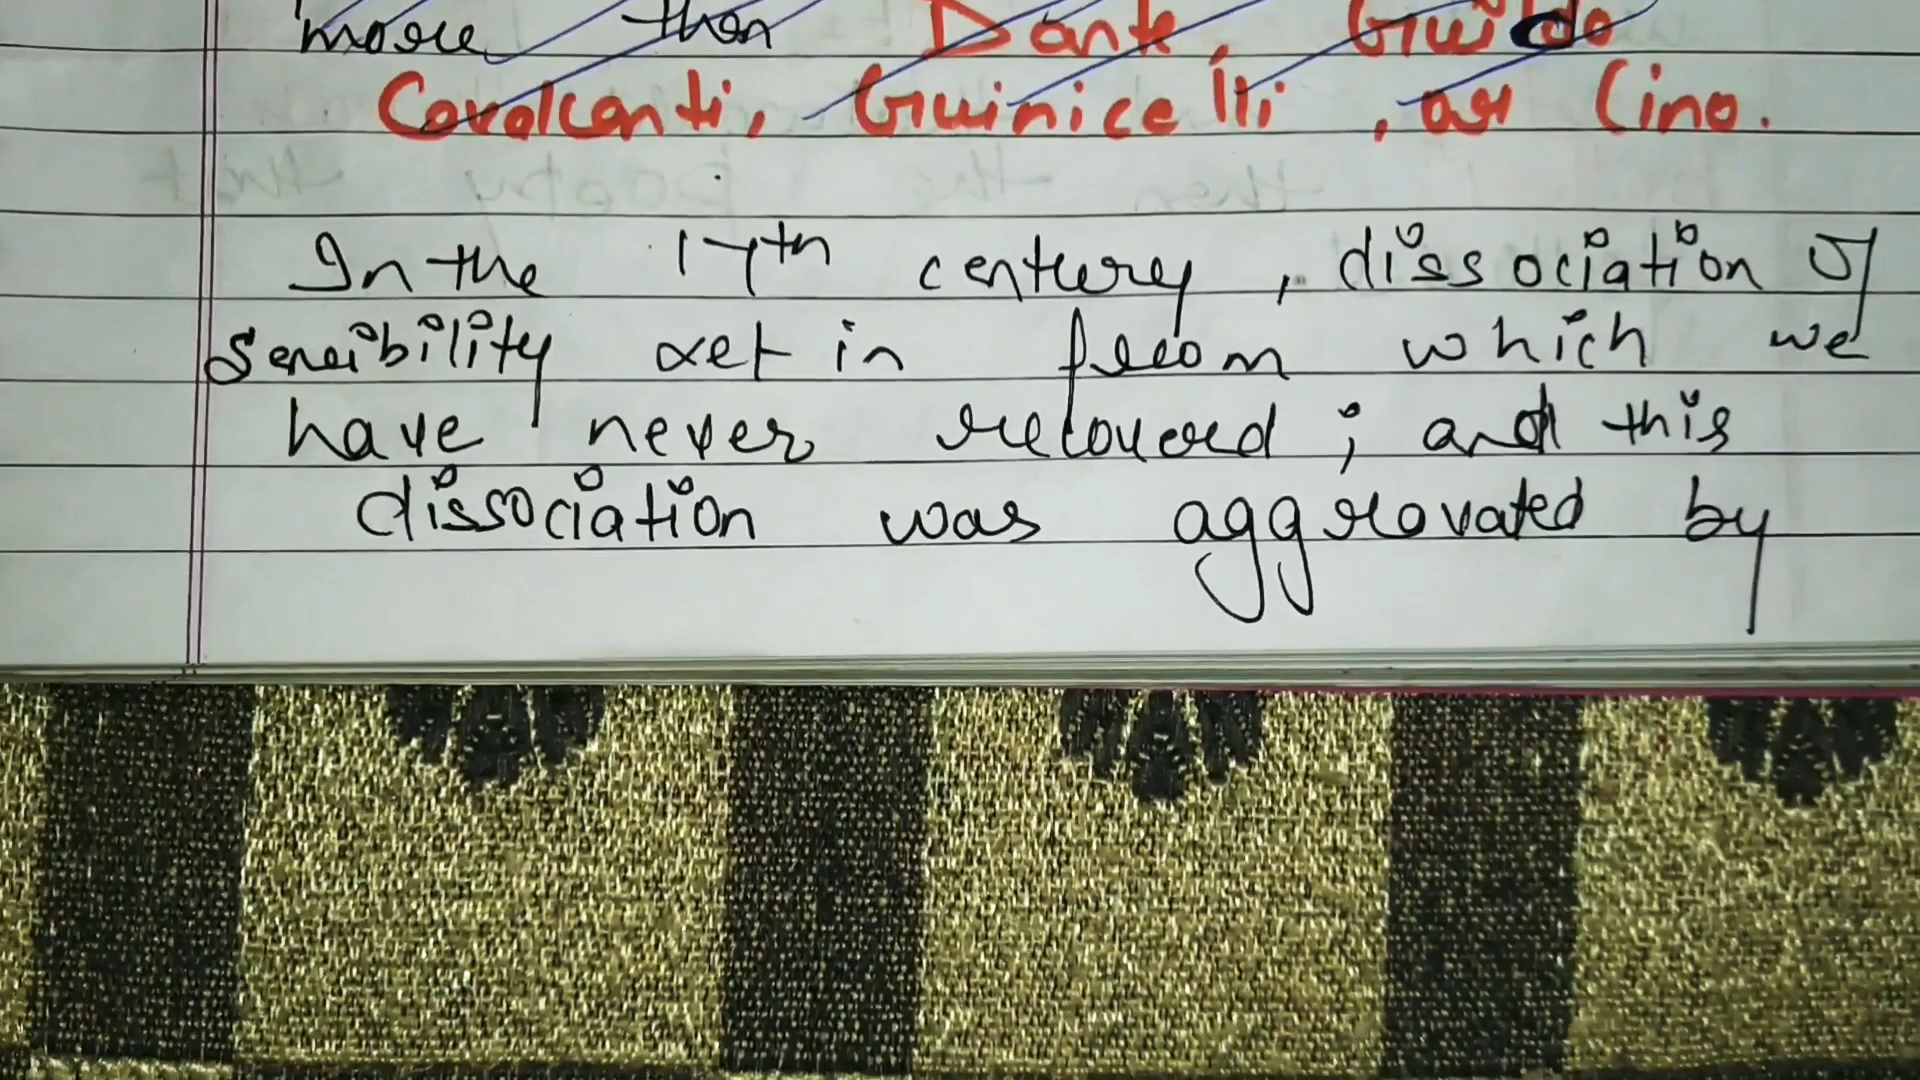 more than Dante, Guido
Cavalcanti, Guinicelli, or Cino.
In the 17th century, dissociation of
sensibility set in from which we
have never recovered; and this
dissociation was aggravated by